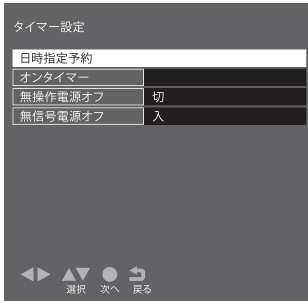 タイマー設定
日時指定予約
オンタイマー
無操作電源オフ 切
無信号電源オフ 入
選択 次へ 戻る